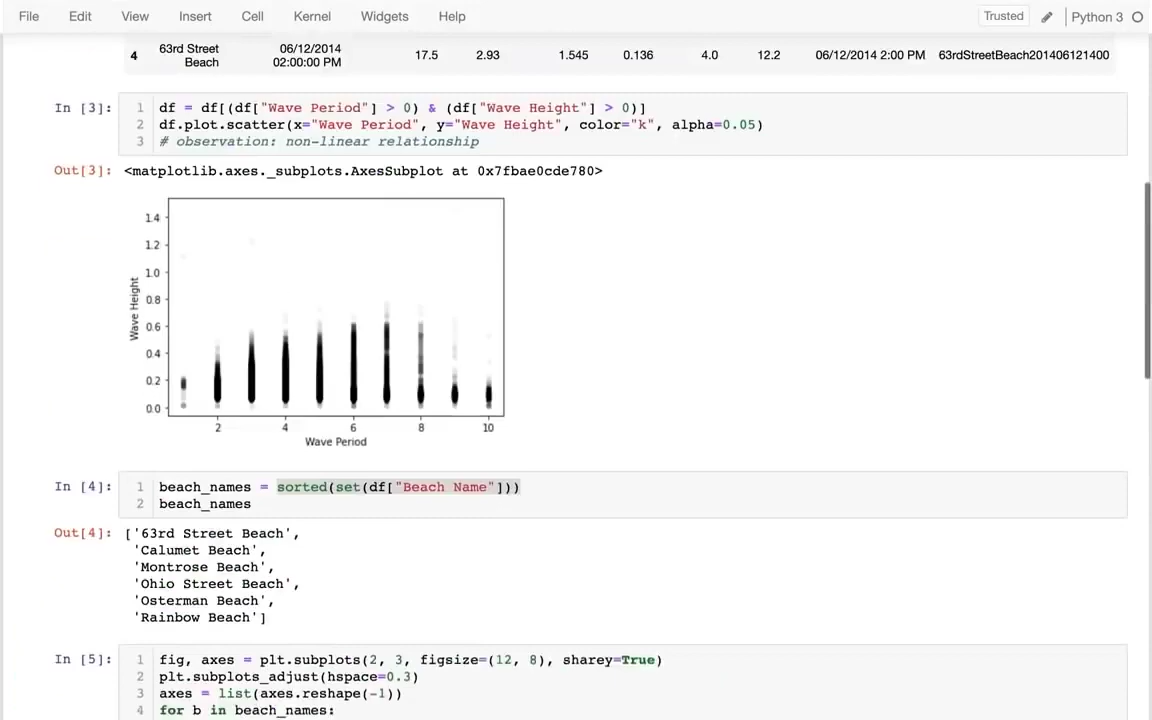 File Edit View Insert Cell Kernel Widgets Help Trusted Python 3
4 63rd Street Beach 06/12/2014 02:00:00 PM 17.5 2.93 1.545 0.136 4.0 12.2 06/12/2014 2:00 PM 63rdStreetBeach201406121400
In [3]:
1 df = df[(df["Wave Period"] > 0) & (df["Wave Height"] > 0)]
2 df.plot.scatter(x="Wave Period", y="Wave Height", color="k", alpha=0.05)
3 # observation: non-linear relationship
Out[3]: <matplotlib.axes._subplots.AxesSubplot at 0x7fbae0cde780>
1.4
1.2
1.0
0.8
0.6
0.4
0.2
0.0
Wave Height
2 4 6 8 10
Wave Period
In [4]:
1 beach_names = sorted(set(df["Beach Name"]))
2 beach_names
Out[4]: ['63rd Street Beach',
'Calumet Beach',
'Montrose Beach',
'Ohio Street Beach',
'Osterman Beach',
'Rainbow Beach']
In [5]:
1 fig, axes = plt.subplots(2, 3, figsize=(12, 8), sharey=True)
2 plt.subplots_adjust(hspace=0.3)
3 axes = list(axes.reshape(-1))
4 for b in beach_names: